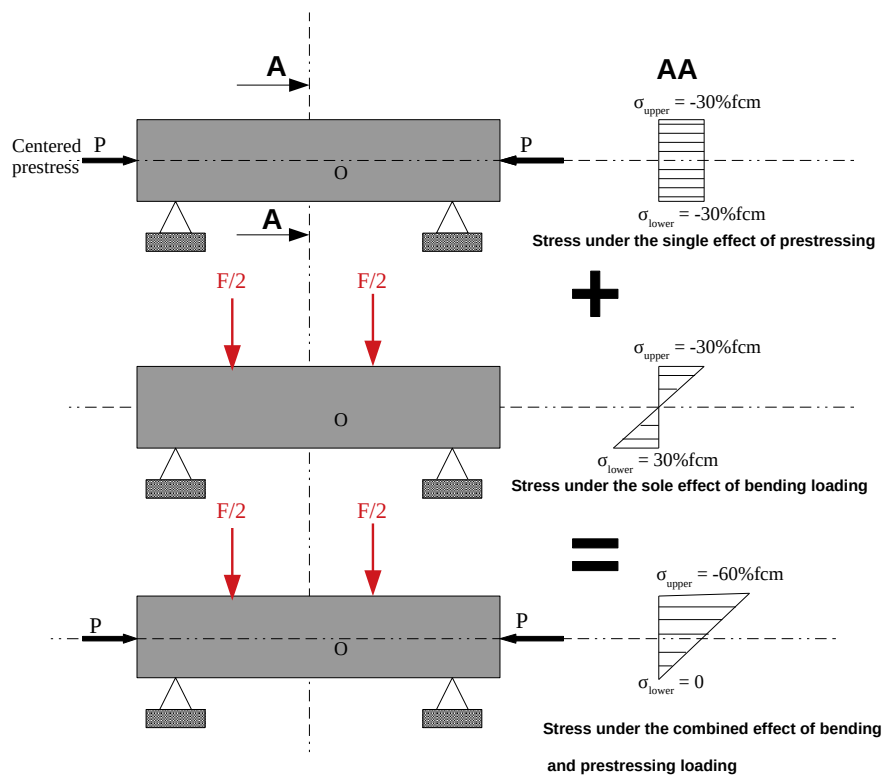 A
AA
σupper = -30%fcm
Centered
prestress
P
P
O
σlower = -30%fcm
A
Stress under the single effect of prestressing
F/2
F/2
+
σupper = -30%fcm
O
σlower = 30%fcm
Stress under the sole effect of bending loading
F/2
F/2
=
σupper = -60%fcm
P
P
O
σlower = 0
Stress under the combined effect of bending
and prestressing loading